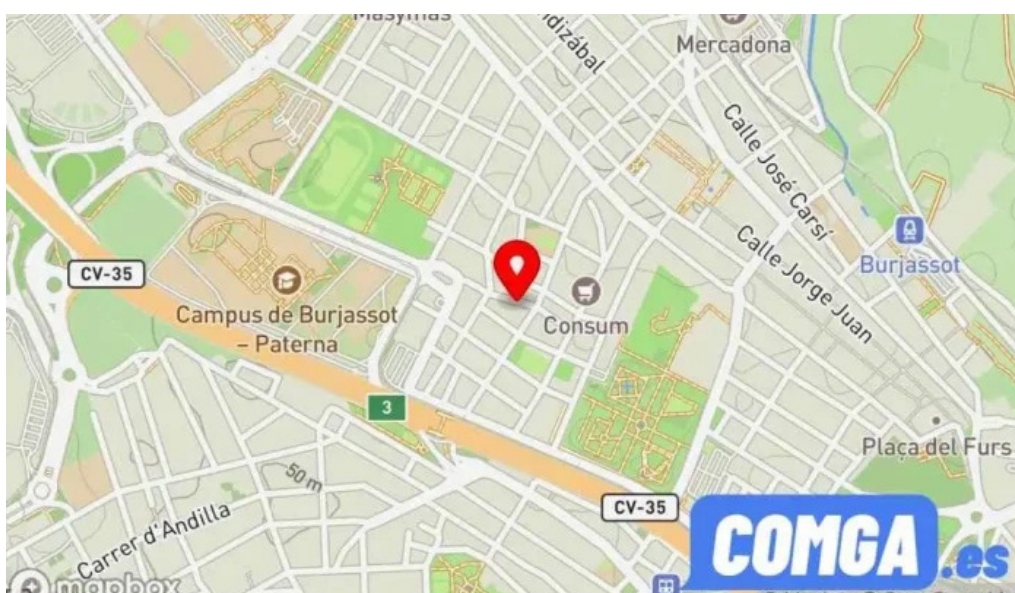 Masymas
ndizábal
Mercadona
Calle José Carsí
Calle Jorge Juan
Burjassot
CV-35
Campus de Burjassot
– Paterna
Consum
3
Plaça del Furs
50 m
CV-35
Carrer d'Andilla
COMGA.es
mapbox